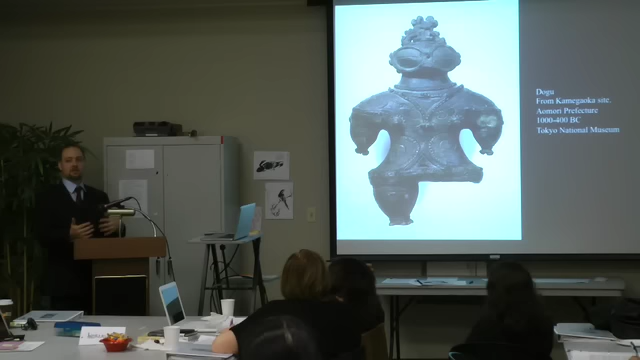 Dogu
From Kamegaoka site.
Aomori Prefecture
1000-400 BC
Tokyo National Museum